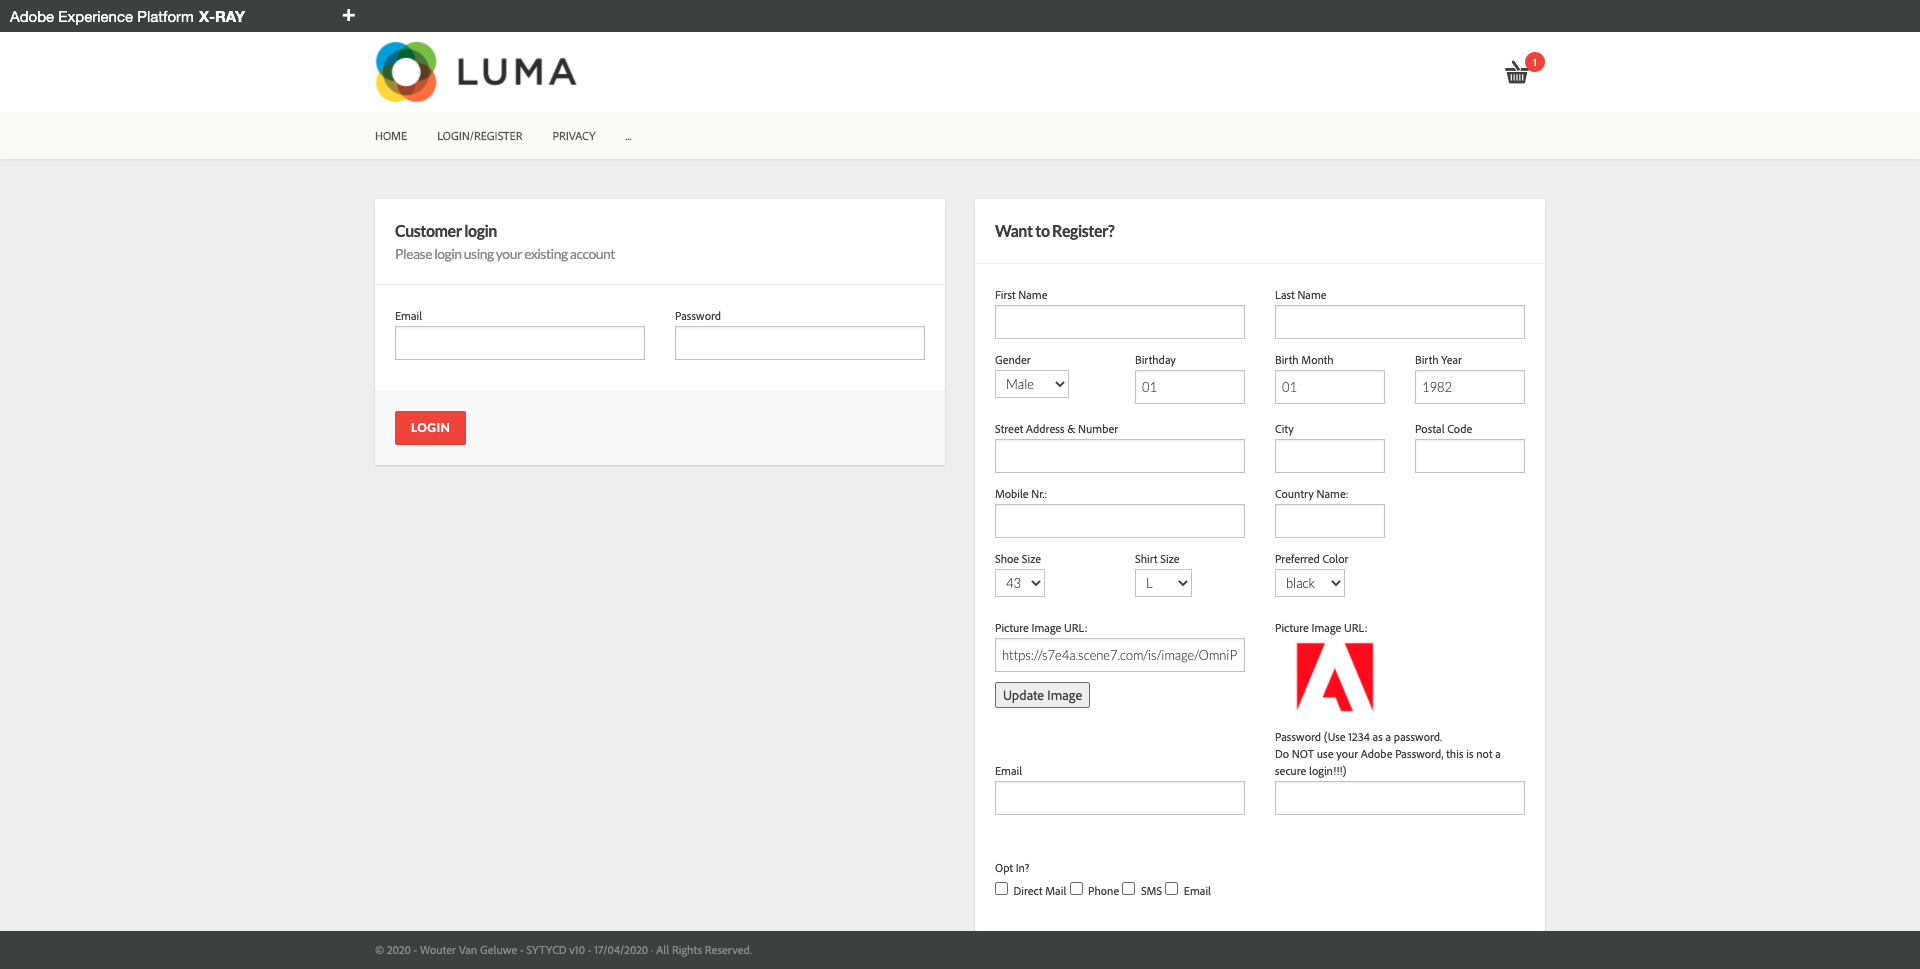 Adobe Experience Platform X-RAY
LUMA
1
HOME LOGIN/REGISTER PRIVACY ...
Customer login
Please login using your existing account
Email Password
LOGIN
Want to Register?
First Name Last Name
Gender Birthday Birth Month Birth Year
Male 01 01 1982
Street Address & Number City Postal Code
Mobile Nr.: Country Name:
Shoe Size Shirt Size Preferred Color
43 L black
Picture Image URL: Picture Image URL:
https://s7e4a.scene7.com/is/image/OmniP
Update Image
Password (Use 1234 as a password.
Do NOT use your Adobe Password, this is not a
Email secure login!!!)
Opt In?
Direct Mail Phone SMS Email
© 2020 - Wouter Van Geluwe - SYTYCD v10 - 17/04/2020 · All Rights Reserved.